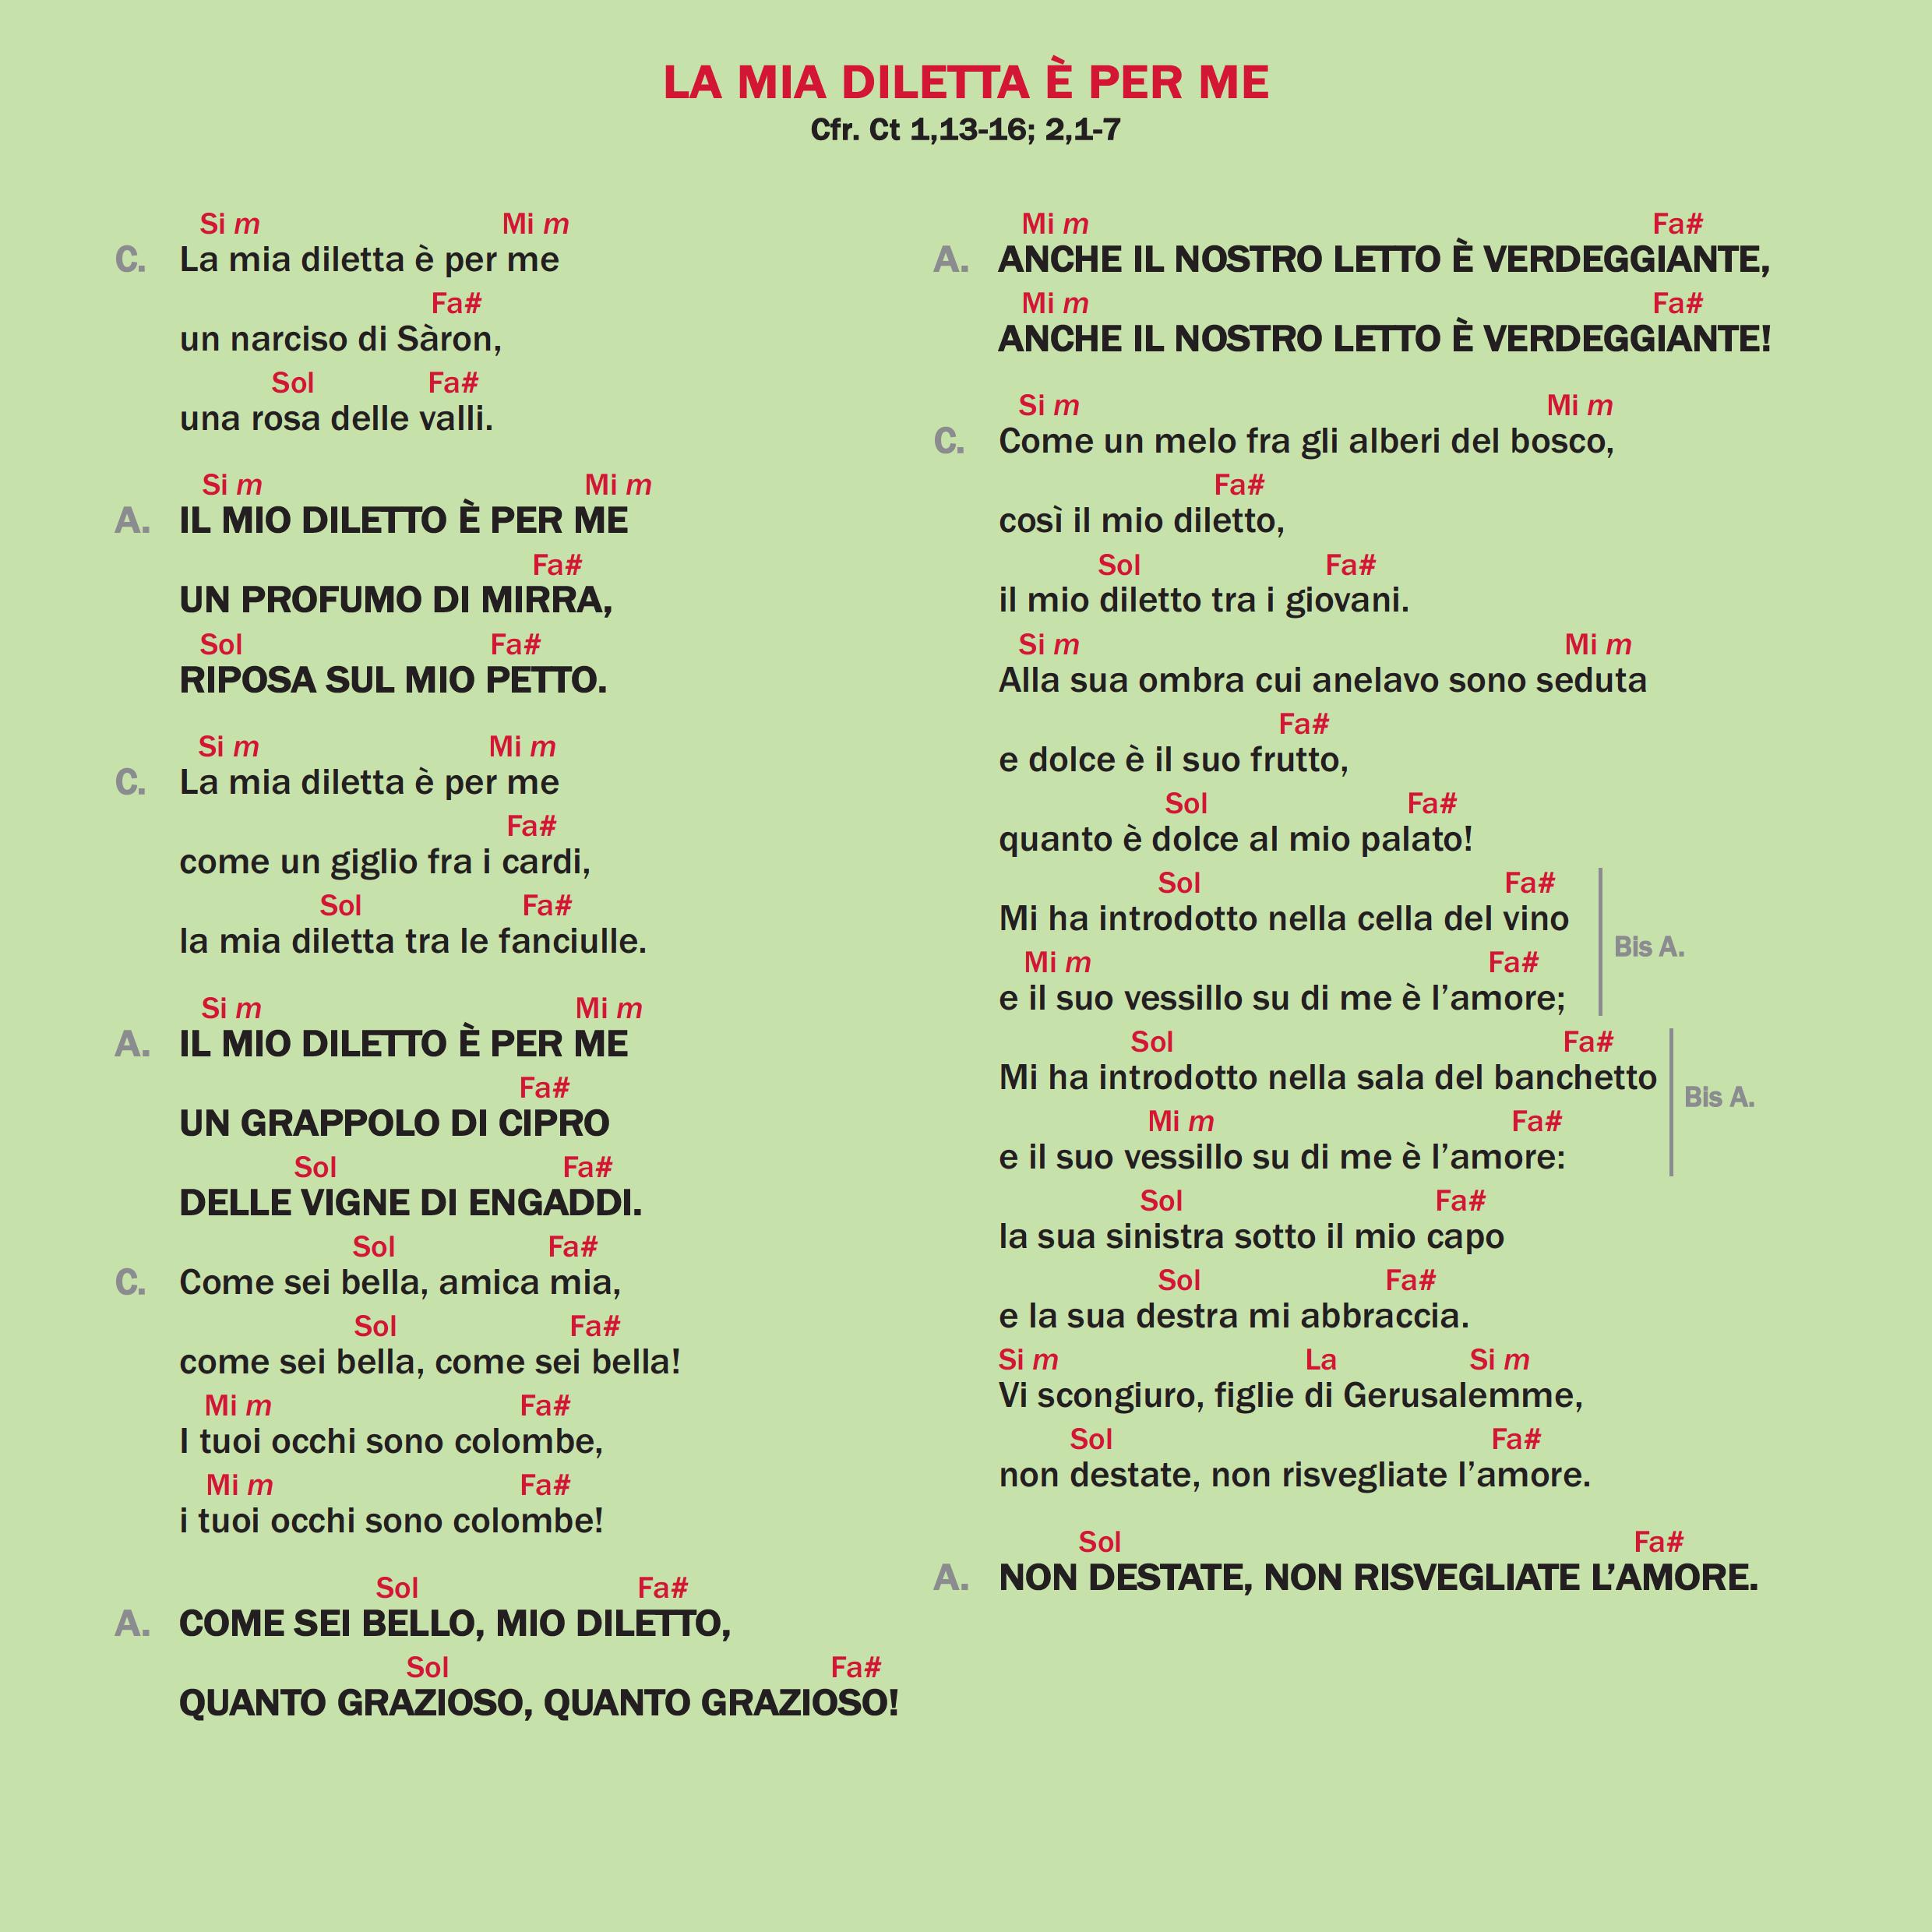 LA MIA DILETTA È PER ME
Cfr. Ct 1,13-16; 2,1-7
Si m Mi m
C. La mia diletta è per me
Fa#
un narciso di Sàron,
Sol Fa#
una rosa delle valli.
Si m Mi m
A. IL MIO DILETTO È PER ME
Fa#
UN PROFUMO DI MIRRA,
Sol Fa#
RIPOSA SUL MIO PETTO.
Si m Mi m
C. La mia diletta è per me
Fa#
come un giglio fra i cardi,
Sol Fa#
la mia diletta tra le fanciulle.
Si m Mi m
A. IL MIO DILETTO È PER ME
Fa#
UN GRAPPOLO DI CIPRO
Sol Fa#
DELLE VIGNE DI ENGADDI.
Sol Fa#
C. Come sei bella, amica mia,
Sol Fa#
come sei bella, come sei bella!
Mi m Fa#
I tuoi occhi sono colombe,
Mi m Fa#
i tuoi occhi sono colombe!
Sol Fa#
A. COME SEI BELLO, MIO DILETTO,
Sol Fa#
QUANTO GRAZIOSO, QUANTO GRAZIOSO!
Mi m Fa#
A. ANCHE IL NOSTRO LETTO È VERDEGGIANTE,
Mi m Fa#
ANCHE IL NOSTRO LETTO È VERDEGGIANTE!
Si m Mi m
C. Come un melo fra gli alberi del bosco,
Fa#
così il mio diletto,
Sol Fa#
il mio diletto tra i giovani.
Si m Mi m
Alla sua ombra cui anelavo sono seduta
Fa#
e dolce è il suo frutto,
Sol Fa#
quanto è dolce al mio palato!
Sol Fa#
Mi ha introdotto nella cella del vino
Bis A.
Mi m Fa#
e il suo vessillo su di me è l’amore;
Sol Fa#
Mi ha introdotto nella sala del banchetto
Bis A.
Mi m Fa#
e il suo vessillo su di me è l’amore:
Sol Fa#
la sua sinistra sotto il mio capo
Sol Fa#
e la sua destra mi abbraccia.
Si m La Si m
Vi scongiuro, figlie di Gerusalemme,
Sol Fa#
non destate, non risvegliate l’amore.
Sol Fa#
A. NON DESTATE, NON RISVEGLIATE L’AMORE.